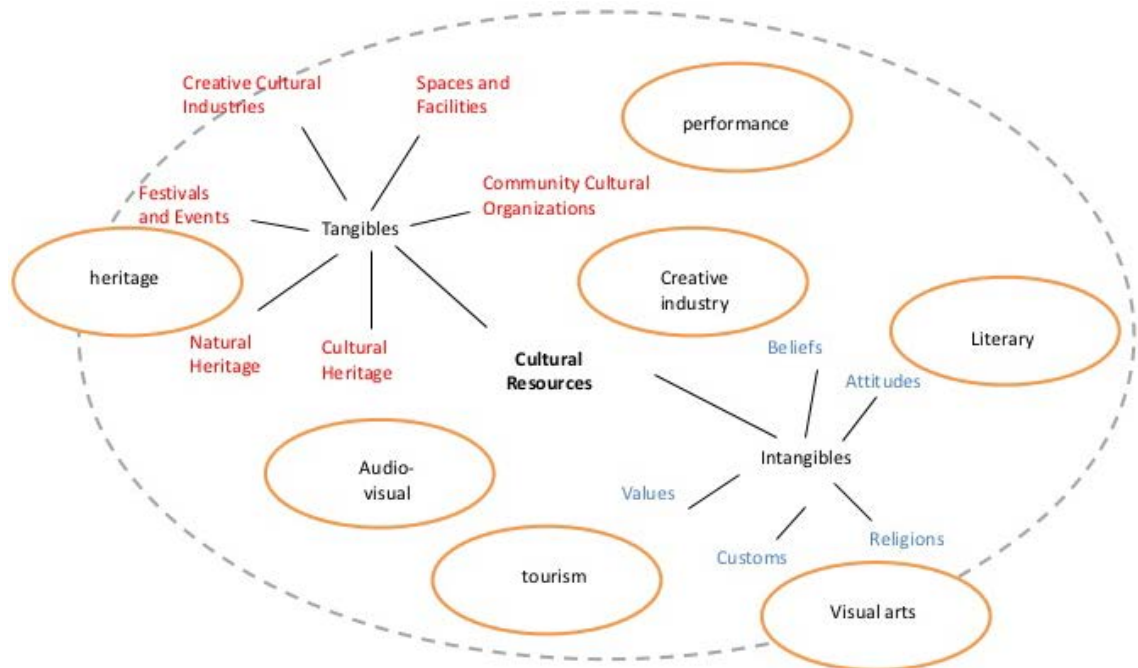 Creative Cultural
Industries
Spaces and
Facilities
performance
Festivals
and Events
Community Cultural
Organizations
Tangibles
heritage
Creative
industry
Natural
Heritage
Cultural
Heritage
Cultural
Resources
Beliefs
Literary
Attitudes
Audio-
visual
Intangibles
Values
Customs
Religions
tourism
Visual arts